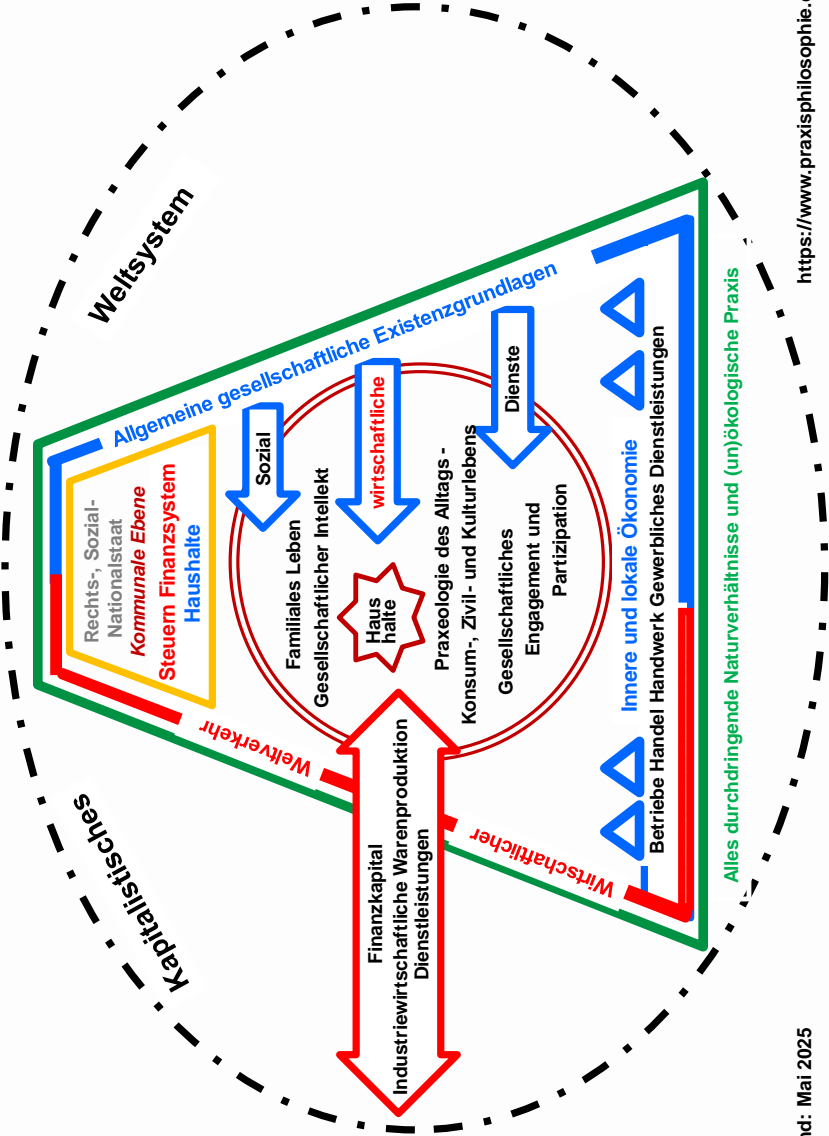 Kapitalistisches
Weltsystem
Allgemeine gesellschaftliche Existenzgrundlagen
Rechts-, Sozial-
Nationalstaat
Kommunale Ebene
Steuern Finanzsystem
Haushalte
Wirtschaftlicher
Weltverkehr
Sozial
wirtschaftliche
Dienste
Familiales Leben
Gesellschaftlicher Intellekt
Haus
halte
Praxeologie des Alltags -
Konsum-, Zivil- und Kulturlebens
Gesellschaftliches
Engagement und
Partizipation
Finanzkapital
Industriewirtschaftliche Warenproduktion
Dienstleistungen
Innere und lokale Ökonomie
Betriebe Handel Handwerk Gewerbliches Dienstleistungen
Alles durchdringende Naturverhältnisse und (un)ökologische Praxis
nd: Mai 2025
https://www.praxisphilosophie.